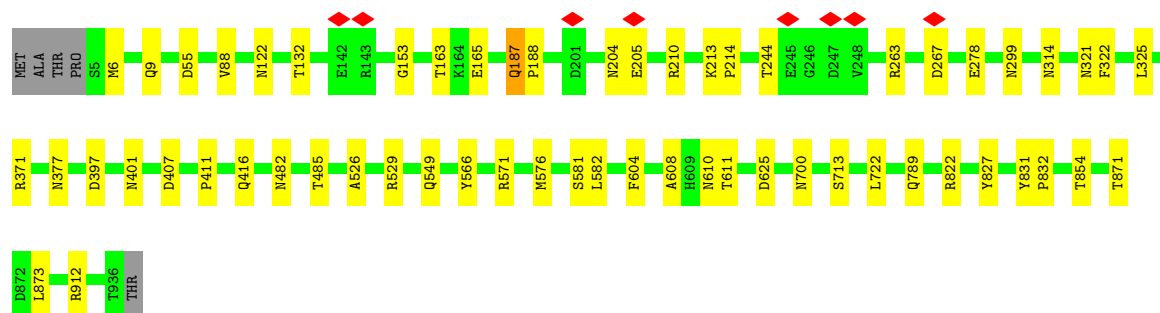 MET ALA THR PRO S5 M6 Q9 D55 V88 N122 T132 E142 R143 G153 T163 K164 E165 Q187 P188 D201 N204 E205 R210 K213 P214 T244 E245 G246 D247 V248 R263 D267 E278 N299 N314 N321 F322 L325
R371 N377 D397 N401 D407 P411 Q416 N482 T485 A526 R529 Q549 Y566 R571 M576 S581 L582 F604 A608 H609 N610 T611 D625 N700 S713 L722 Q789 R822 Y827 Y831 P832 T854 T871
D872 L873 R912 T936 THR